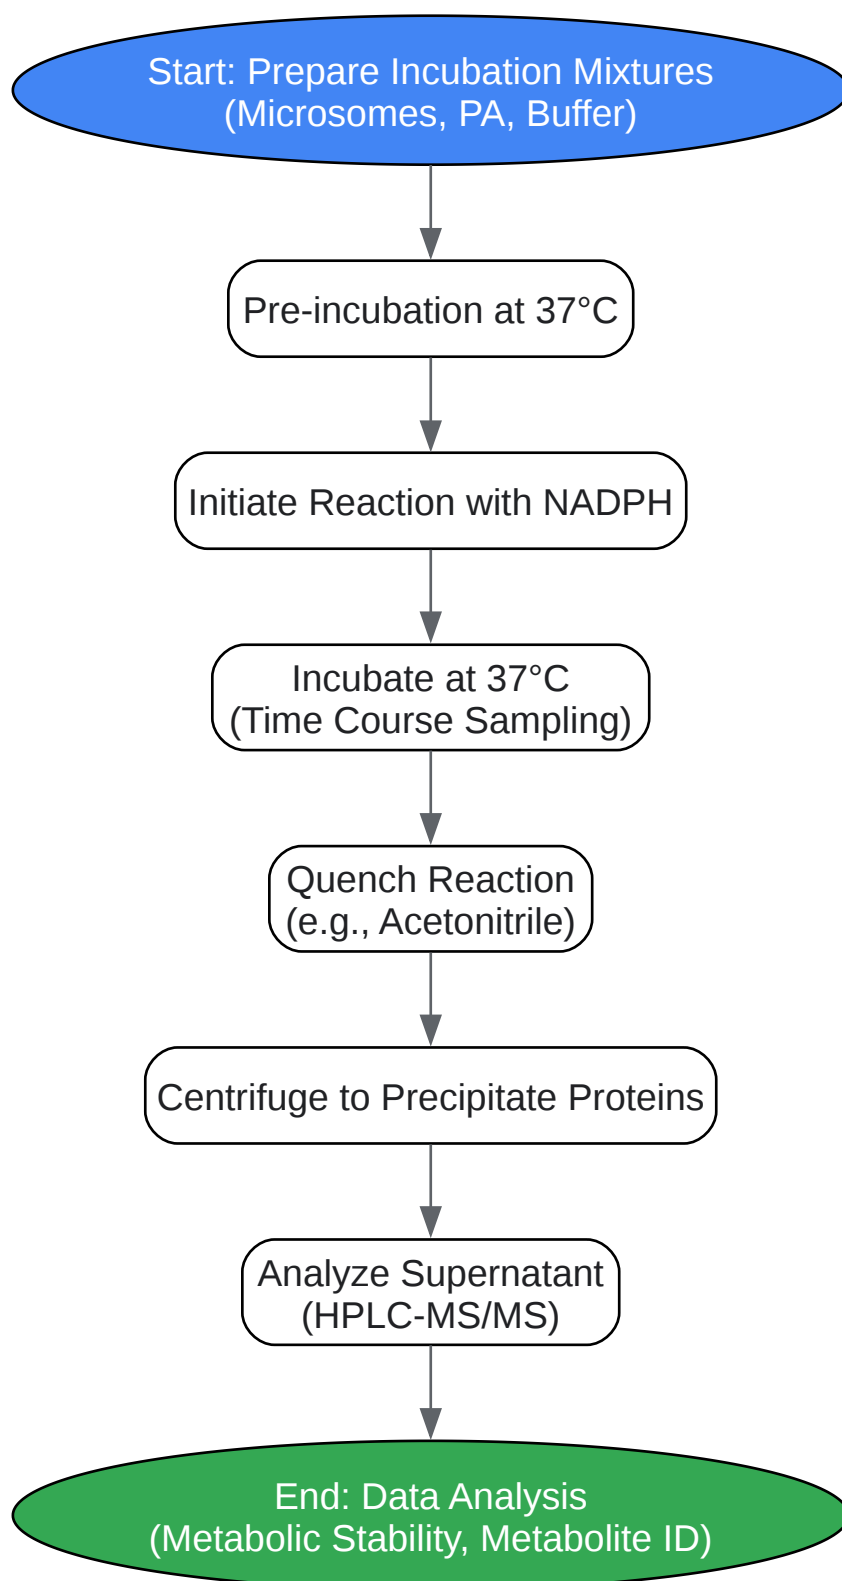 Start: Prepare Incubation Mixtures
(Microsomes, PA, Buffer)
Pre-incubation at 37°C
Initiate Reaction with NADPH
Incubate at 37°C
(Time Course Sampling)
Quench Reaction
(e.g., Acetonitrile)
Centrifuge to Precipitate Proteins
Analyze Supernatant
(HPLC-MS/MS)
End: Data Analysis
(Metabolic Stability, Metabolite ID)